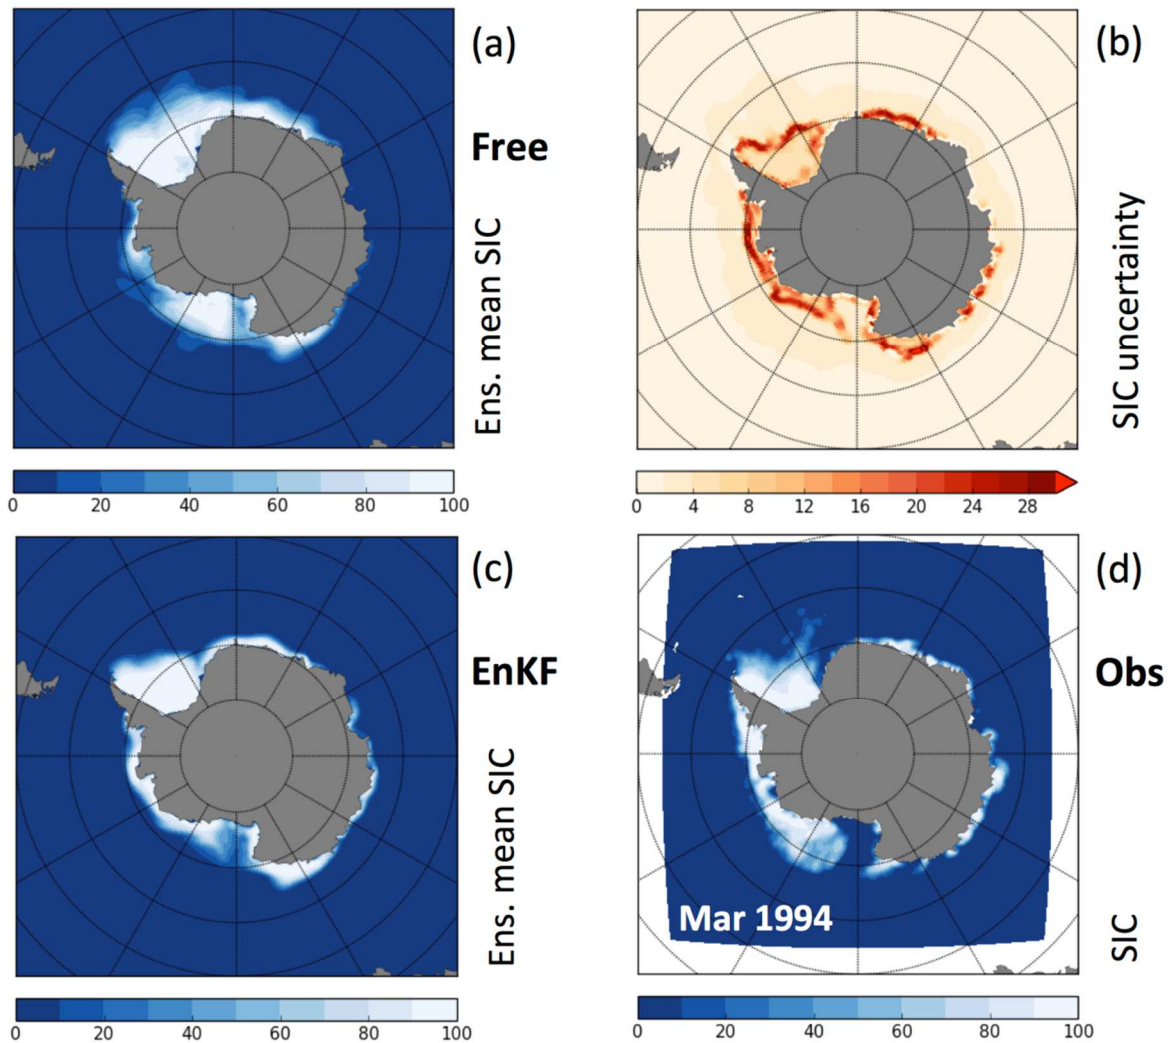 (a)
Free
Ens. mean SIC
0 20 40 60 80 100
(b)
SIC uncertainty
0 4 8 12 16 20 24 28
(c)
EnKF
Ens. mean SIC
0 20 40 60 80 100
(d)
Obs
Mar 1994
SIC
0 20 40 60 80 100